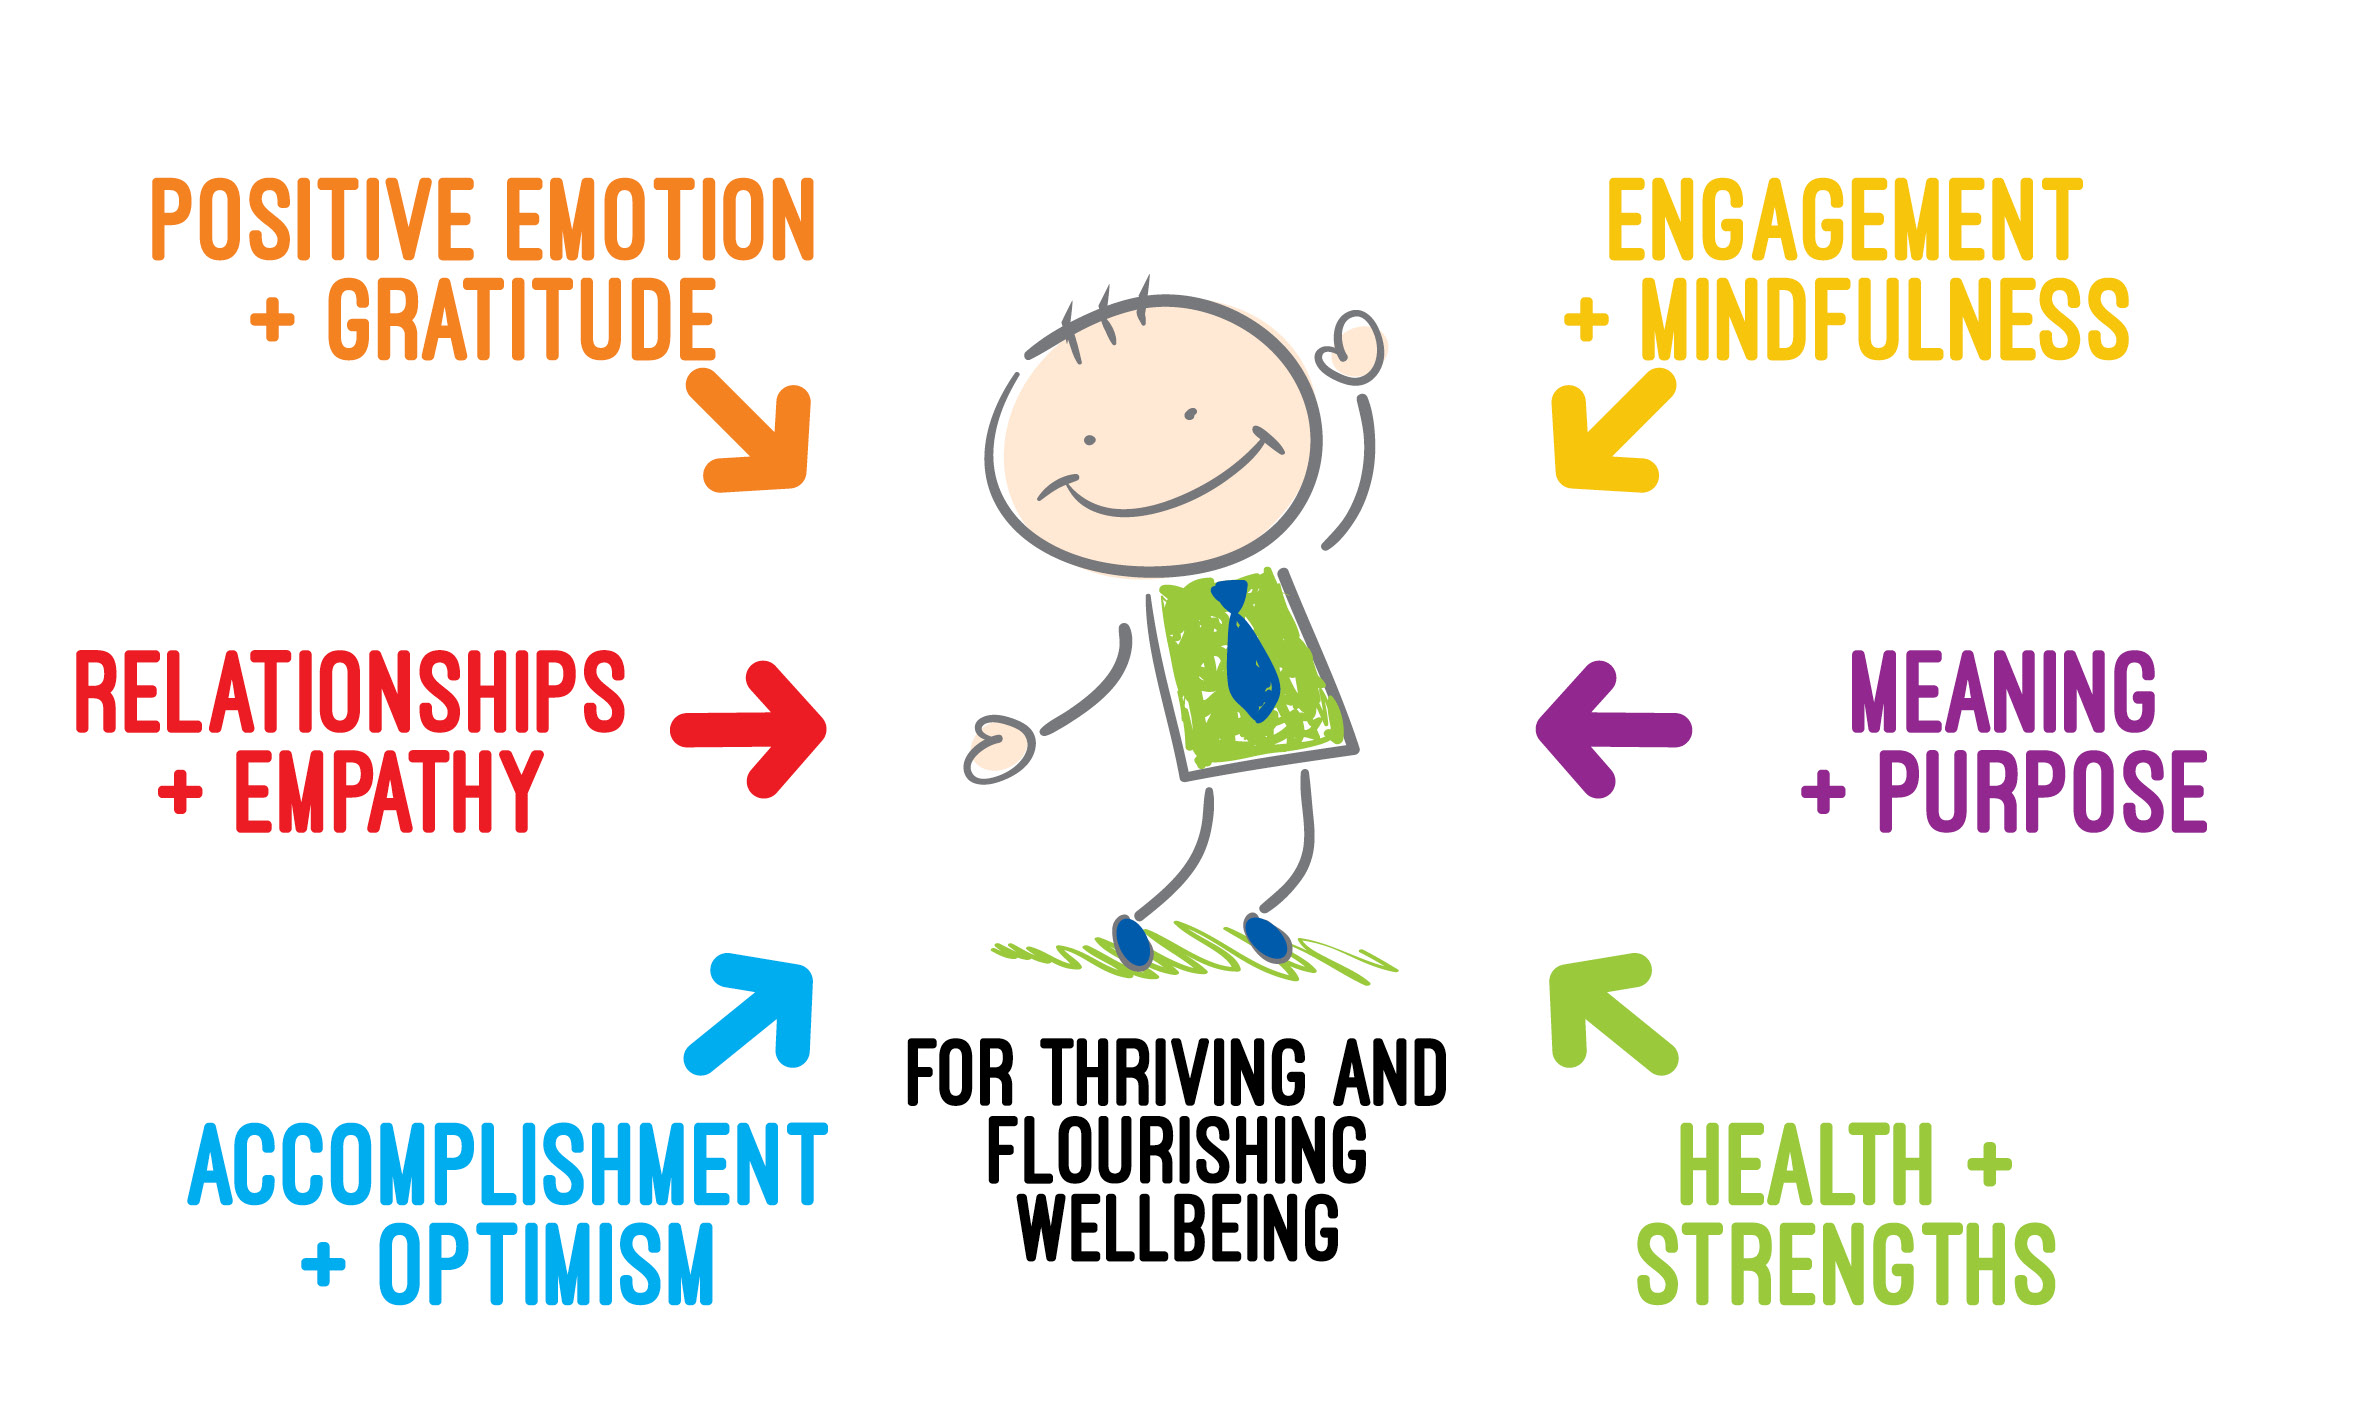 POSITIVE EMOTION
+ GRATITUDE
ENGAGEMENT
+ MINDFULNESS
RELATIONSHIPS
+ EMPATHY
MEANING
+ PURPOSE
ACCOMPLISHMENT
+ OPTIMISM
FOR THRIVING AND
FLOURISHING
WELLBEING
HEALTH +
STRENGTHS